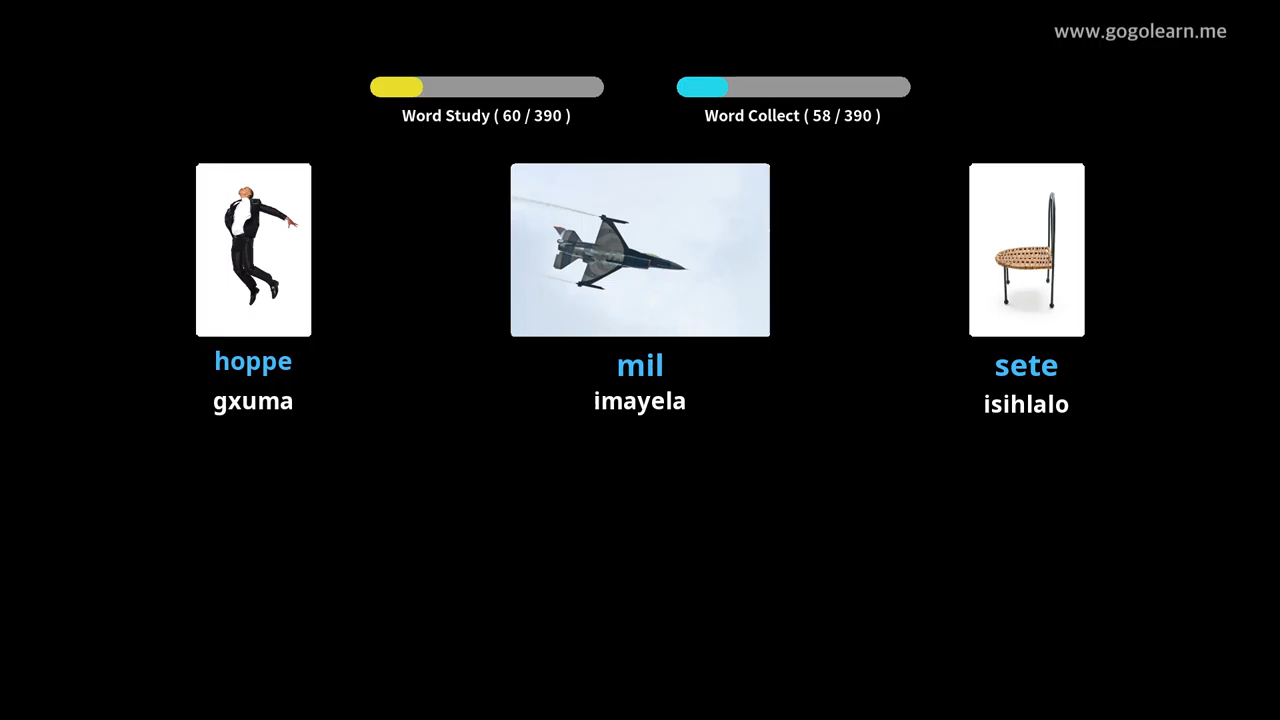 www.gogolearn.me
Word Study ( 60 / 390 )
Word Collect ( 58 / 390 )
hoppe
gxuma
mil
imayela
sete
isihlalo